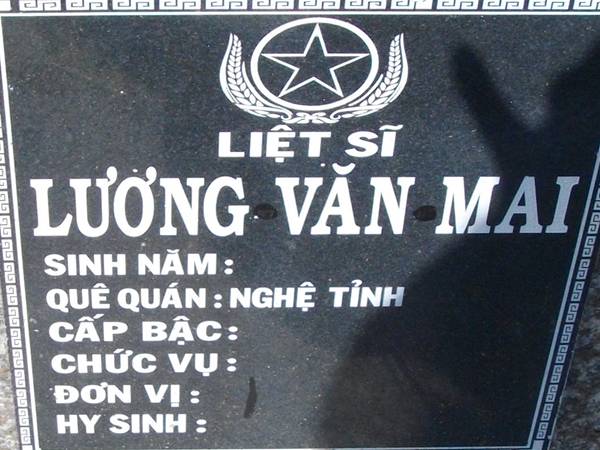 LIỆT SĨ
LƯƠNG VĂN MAI
SINH NĂM :
QUÊ QUÁN : NGHỆ TỈNH
CẤP BẬC :
CHỨC VỤ :
ĐƠN VỊ :
HY SINH :